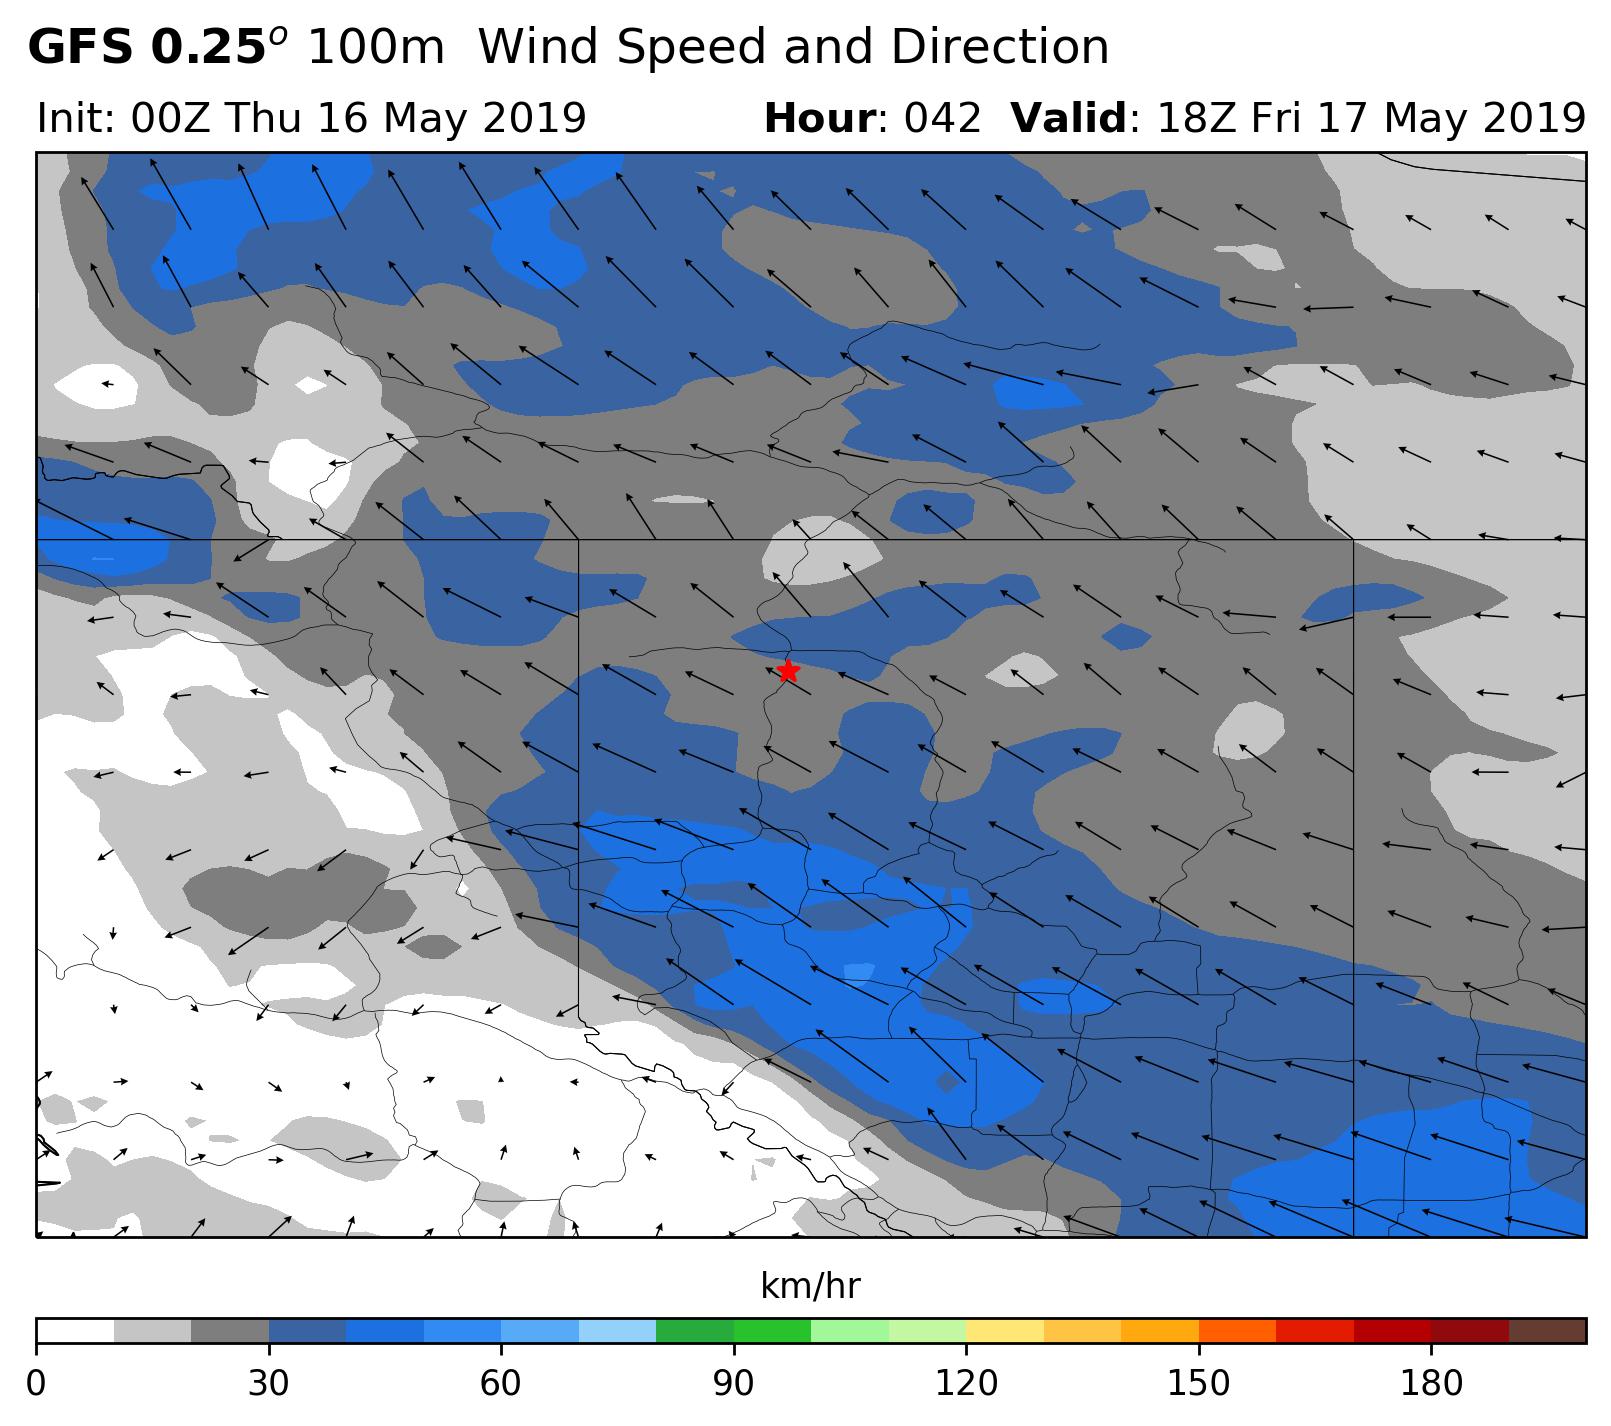 GFS 0.25o 100m Wind Speed and Direction
Init: 00Z Thu 16 May 2019 Hour: 042 Valid: 18Z Fri 17 May 2019
km/hr
0 30 60 90 120 150 180